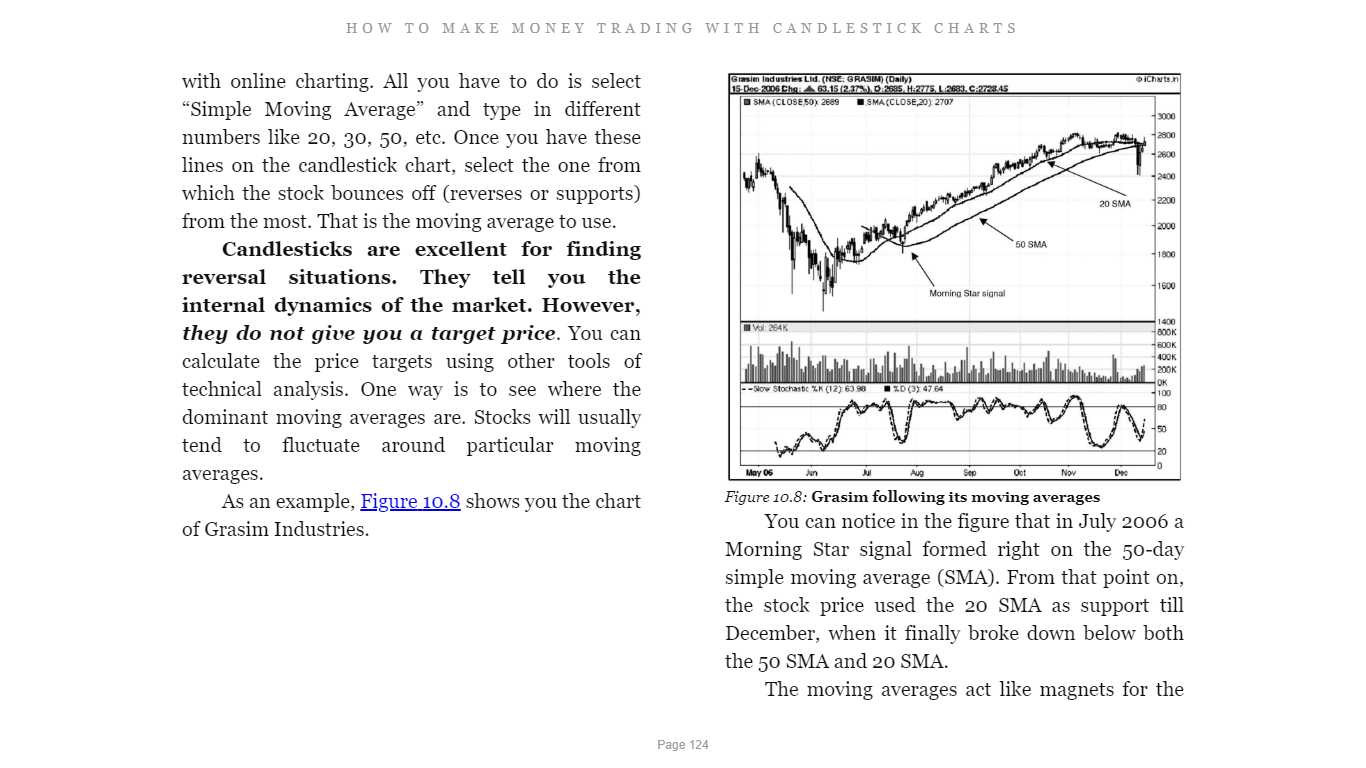 HOW TO MAKE MONEY TRADING WITH CANDLESTICK CHARTS
with online charting. All you have to do is select
“Simple Moving Average” and type in different
numbers like 20, 30, 50, etc. Once you have these
lines on the candlestick chart, select the one from
which the stock bounces off (reverses or supports)
from the most. That is the moving average to use.
Candlesticks are excellent for finding
reversal situations. They tell you the
internal dynamics of the market. However,
they do not give you a target price. You can
calculate the price targets using other tools of
technical analysis. One way is to see where the
dominant moving averages are. Stocks will usually
tend to fluctuate around particular moving
averages.
As an example, Figure 10.8 shows you the chart
of Grasim Industries.
Grasim Industries Ltd. (NSE: GRASIM) (Daily) © iCharts.in
15-Dec-2006 Chg: ▲ 63.15 (2.37%), O:2685, H:2775, L:2683, C:2728.45
SMA (CLOSE,50): 2689 SMA (CLOSE,20): 2707
3000
2800
2600
2400
2200
2000
1800
1600
1400
20 SMA
50 SMA
Morning Star signal
Vol: 264K
800K
600K
400K
200K
0K
Slow Stochastic %K (12): 63.98 %D (3): 47.64
100
80
50
20
0
May 06 Jun Jul Aug Sep Oct Nov Dec
Figure 10.8: Grasim following its moving averages
You can notice in the figure that in July 2006 a
Morning Star signal formed right on the 50-day
simple moving average (SMA). From that point on,
the stock price used the 20 SMA as support till
December, when it finally broke down below both
the 50 SMA and 20 SMA.
The moving averages act like magnets for the
Page 124